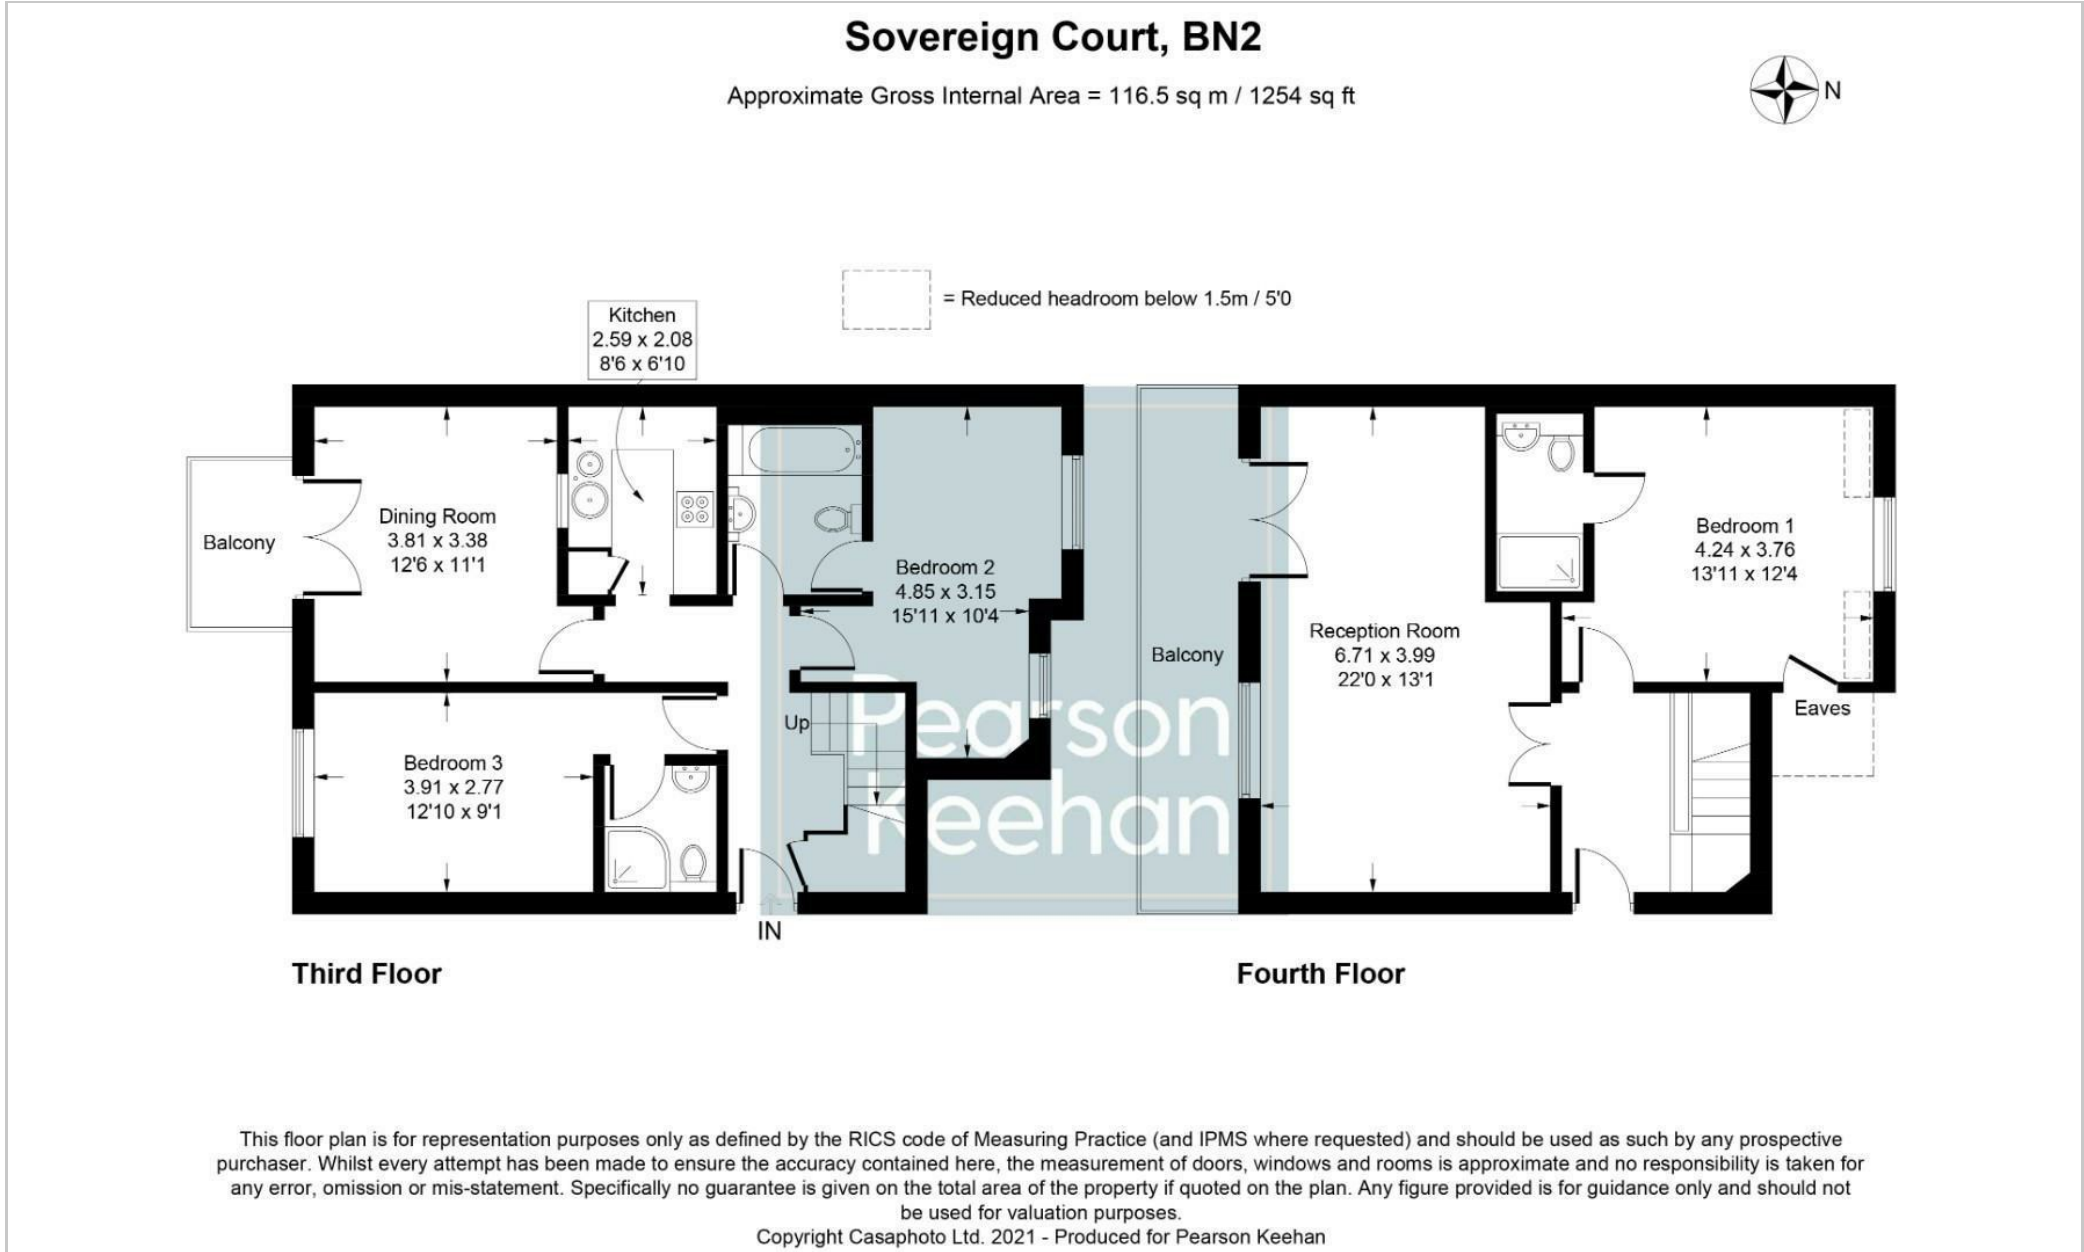 Sovereign Court, BN2
Approximate Gross Internal Area = 116.5 sq m / 1254 sq ft
N
= Reduced headroom below 1.5m / 5'0
Kitchen
2.59 x 2.08
8'6 x 6'10
Balcony
Dining Room
3.81 x 3.38
12'6 x 11'1
Bedroom 2
4.85 x 3.15
15'11 x 10'4
Bedroom 3
3.91 x 2.77
12'10 x 9'1
Up
IN
Third Floor
Pearson
Keehan
Balcony
Reception Room
6.71 x 3.99
22'0 x 13'1
Bedroom 1
4.24 x 3.76
13'11 x 12'4
Eaves
Fourth Floor
This floor plan is for representation purposes only as defined by the RICS code of Measuring Practice (and IPMS where requested) and should be used as such by any prospective
purchaser. Whilst every attempt has been made to ensure the accuracy contained here, the measurement of doors, windows and rooms is approximate and no responsibility is taken for
any error, omission or mis-statement. Specifically no guarantee is given on the total area of the property if quoted on the plan. Any figure provided is for guidance only and should not
be used for valuation purposes.
Copyright Casaphoto Ltd. 2021 - Produced for Pearson Keehan